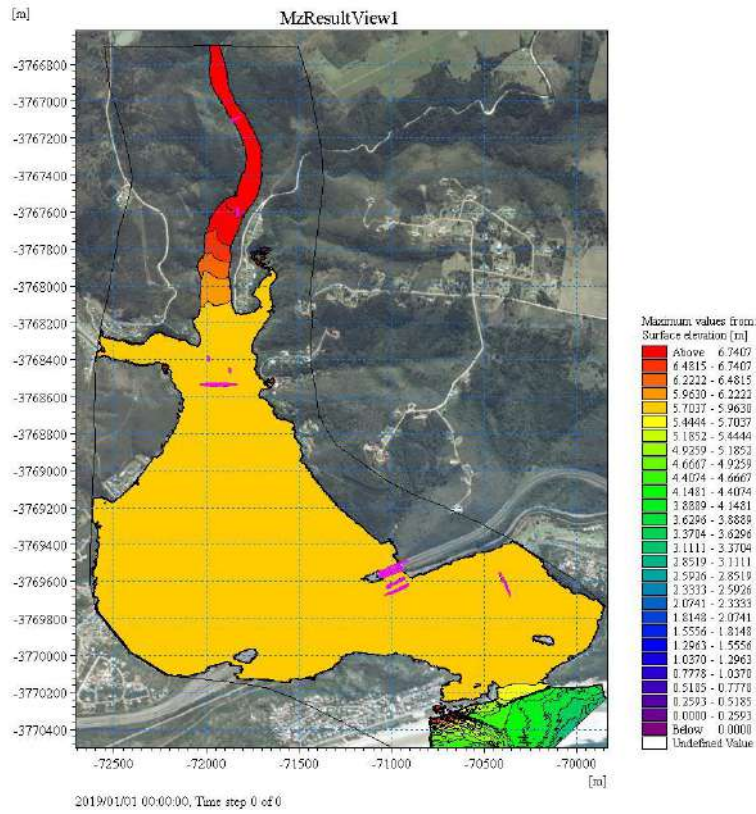 [m]
MzResultView1
-3766800
-3767000
-3767200
-3767400
-3767600
-3767800
-3768000
-3768200
-3768400
-3768600
-3768800
-3769000
-3769200
-3769400
-3769600
-3769800
-3770000
-3770200
-3770400
-72500 -72000 -71500 -71000 -70500 -70000
[m]
2019/01/01 00:00:00, Time step 0 of 0
Maximum values from:
Surface elevation [m]
Above 6.7407
6.4815 - 6.7407
6.2222 - 6.4815
5.9630 - 6.2222
5.7037 - 5.9630
5.4444 - 5.7037
5.1852 - 5.4444
4.9259 - 5.1852
4.6667 - 4.9259
4.4074 - 4.6667
4.1481 - 4.4074
3.8889 - 4.1481
3.6296 - 3.8889
3.3704 - 3.6296
3.1111 - 3.3704
2.8519 - 3.1111
2.5926 - 2.8519
2.3333 - 2.5926
2.0741 - 2.3333
1.8148 - 2.0741
1.5556 - 1.8148
1.2963 - 1.5556
1.0370 - 1.2963
0.7778 - 1.0370
0.5185 - 0.7778
0.2593 - 0.5185
0.0000 - 0.2593
Below 0.0000
Undefined Value